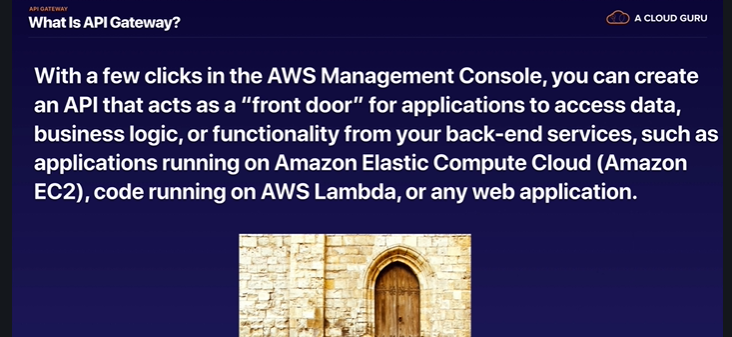 API GATEWAY
What Is API Gateway?
A CLOUD GURU
With a few clicks in the AWS Management Console, you can create
an API that acts as a “front door” for applications to access data,
business logic, or functionality from your back-end services, such as
applications running on Amazon Elastic Compute Cloud (Amazon
EC2), code running on AWS Lambda, or any web application.